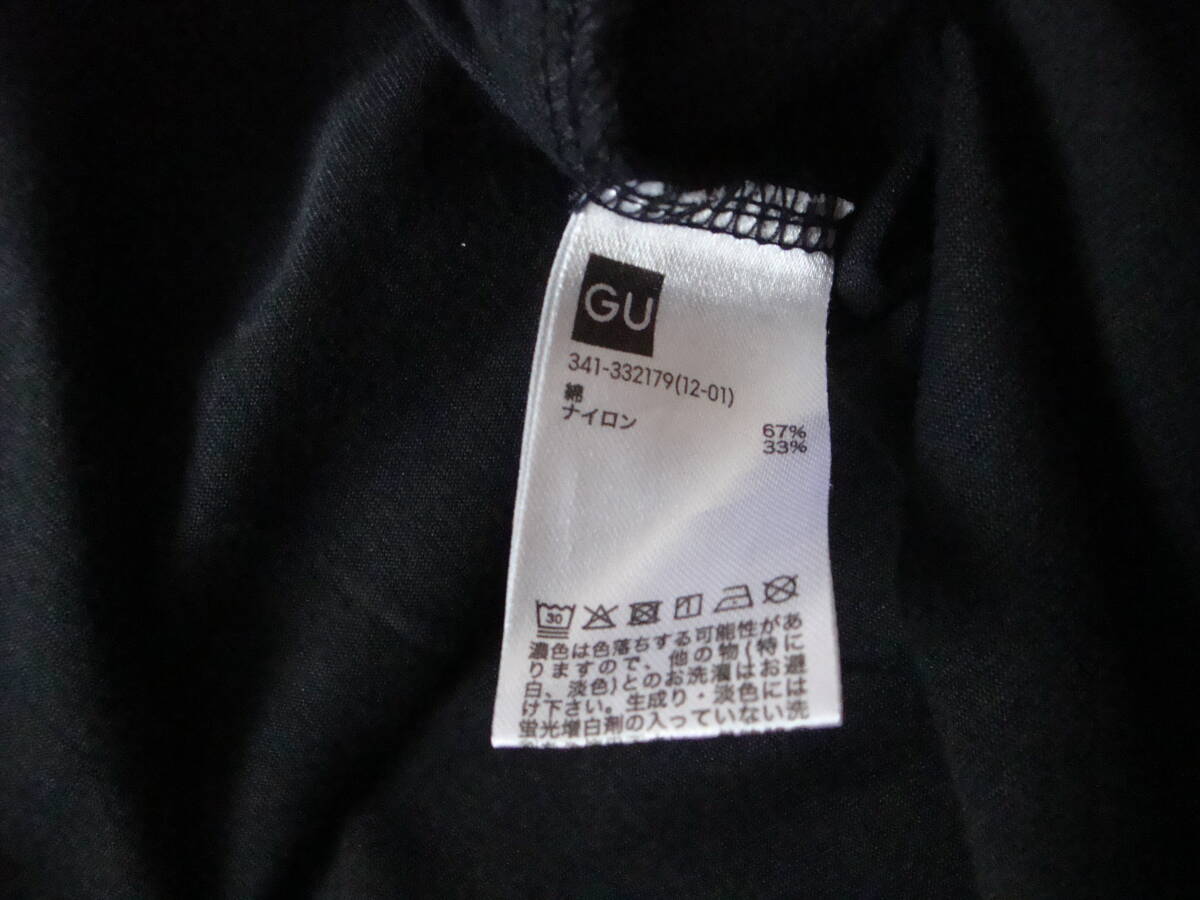 GU
341-332179(12-01)
綿 67%
ナイロン 33%
30
濃色は色落ちする可能性があ
りますので、他の物(特に
白、淡色)とのお洗濯はお避
け下さい。生成り・淡色には
蛍光増白剤の入っていない洗